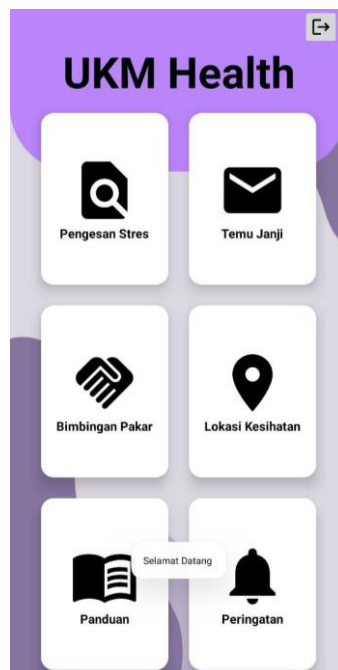 UKM Health
Pengesan Stres
Temu Janji
Bimbingan Pakar
Lokasi Kesihatan
Selamat Datang
Panduan
Peringatan